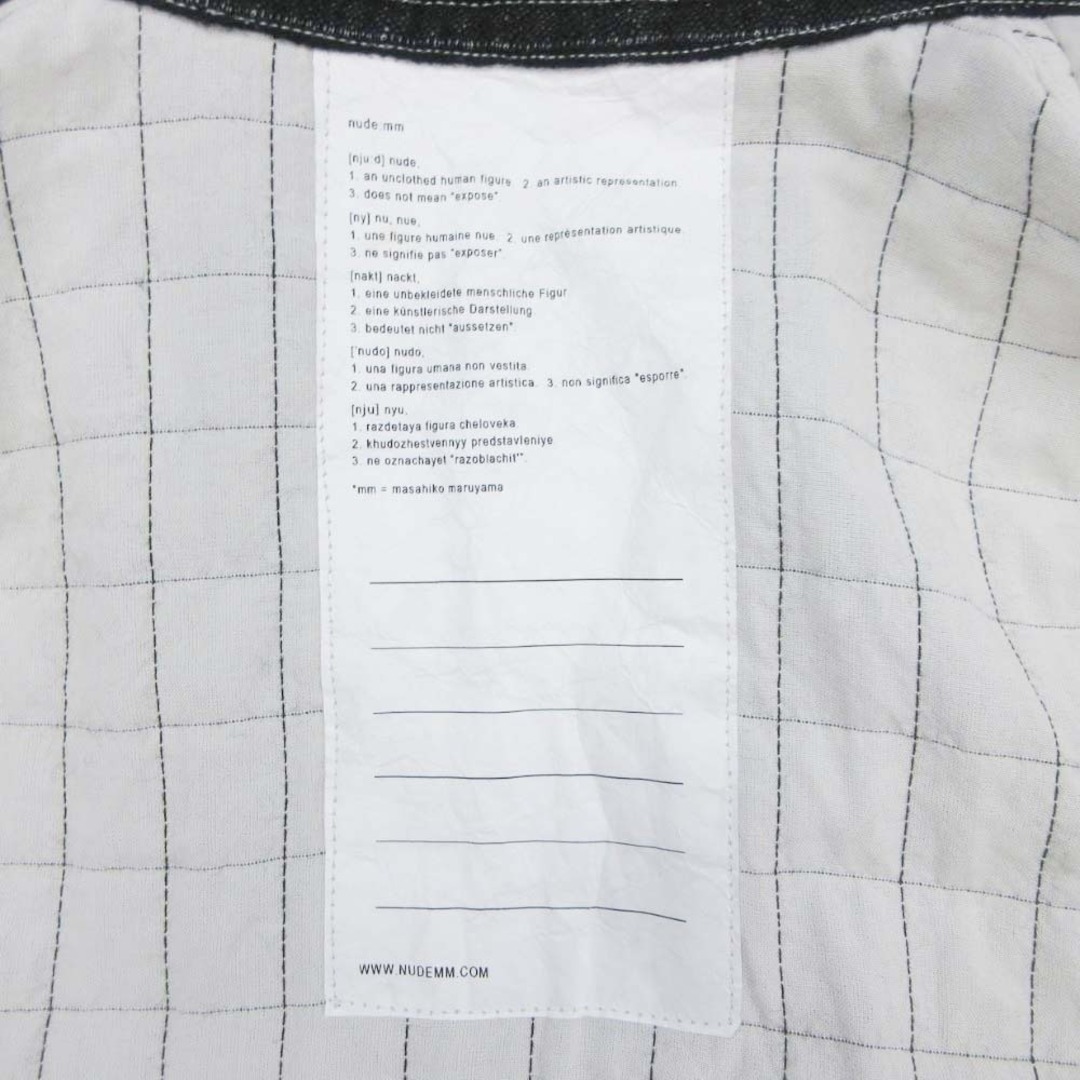 nude:mm
[nju:d] nude,
1. an unclothed human figure. 2. an artistic representation.
3. does not mean "expose"
[ny] nu, nue,
1. une figure humaine nue. 2. une représentation artistique.
3. ne signifie pas "exposer"
[nakt] nackt,
1. eine unbekleidete menschliche Figur
2. eine künstlerische Darstellung
3. bedeutet nicht "aussetzen"
['nudo] nudo,
1. una figura umana non vestita.
2. una rappresentazione artistica. 3. non significa "esporre".
[nju] nyu,
1. razdetaya figura cheloveka.
2. khudozhestvennyy predstavleniye
3. ne oznachayet "razoblachit'".
*mm = masahiko maruyama
WWW.NUDEMM.COM